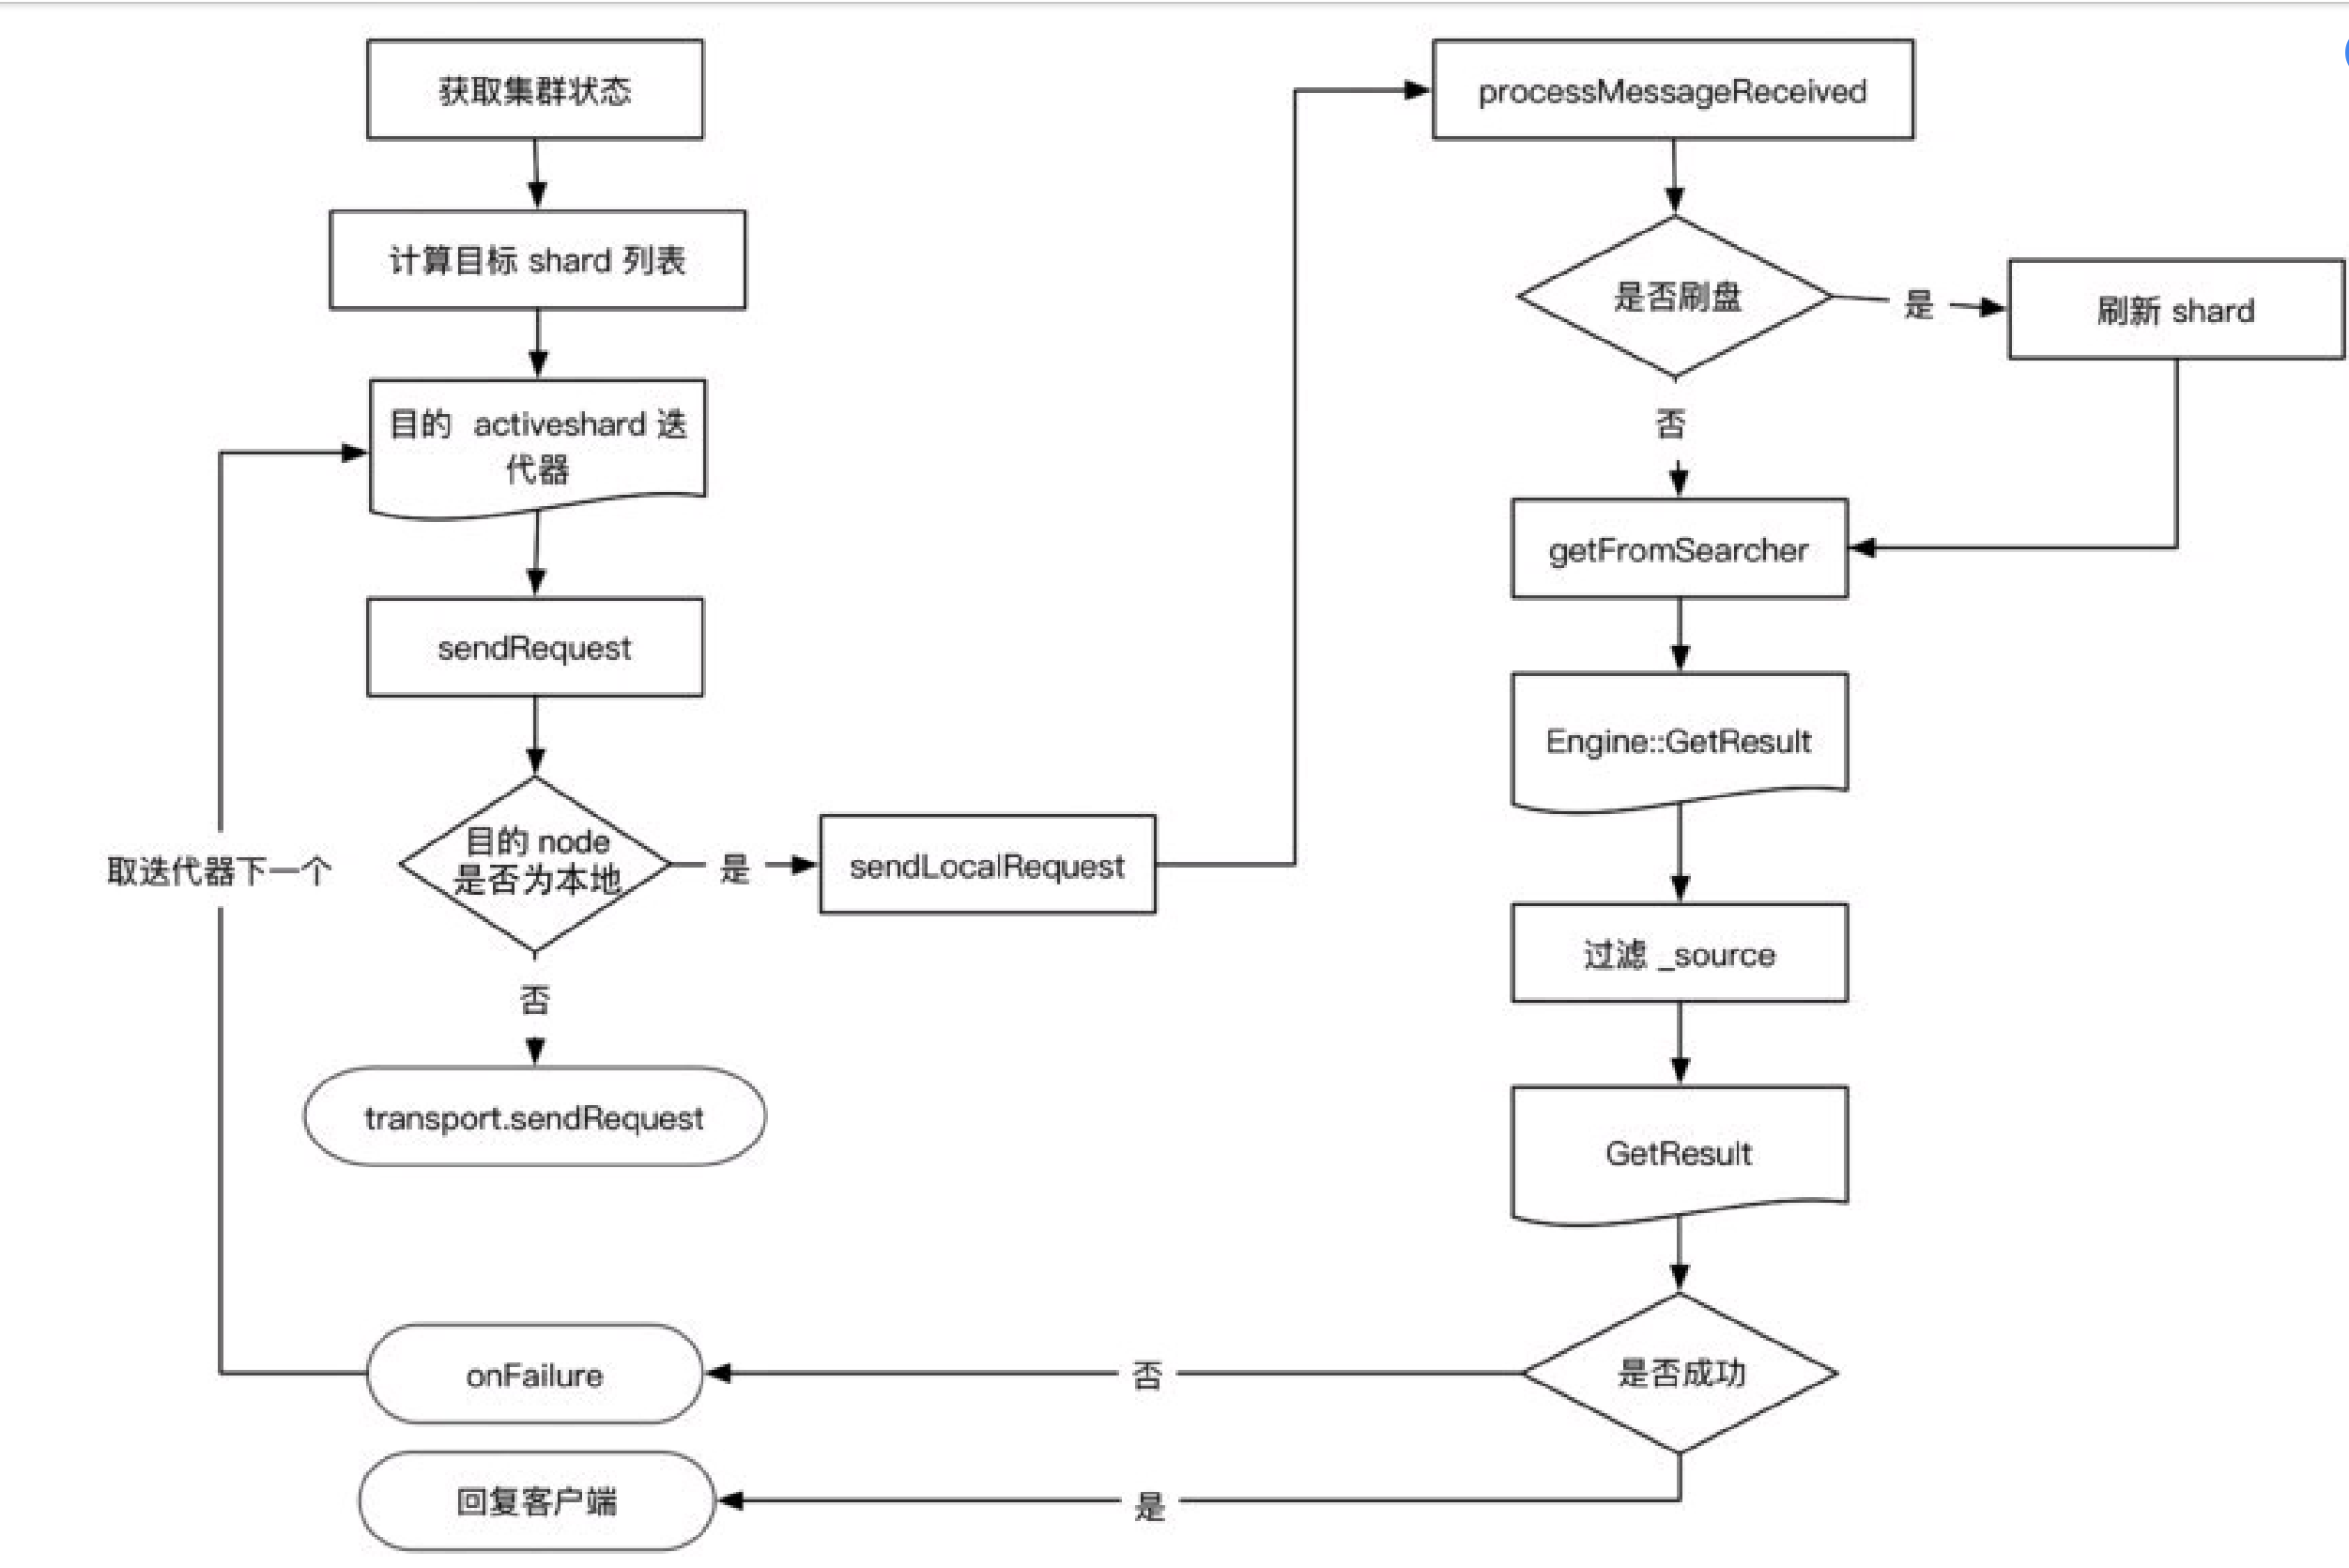 获取集群状态
计算目标 shard 列表
目的 activeshard 迭
代器
sendRequest
目的 node
是否为本地
是
sendLocalRequest
否
transport.sendRequest
取迭代器下一个
processMessageReceived
是否刷盘
是
刷新 shard
否
getFromSearcher
Engine::GetResult
过滤 _source
GetResult
是否成功
否
onFailure
是
回复客户端